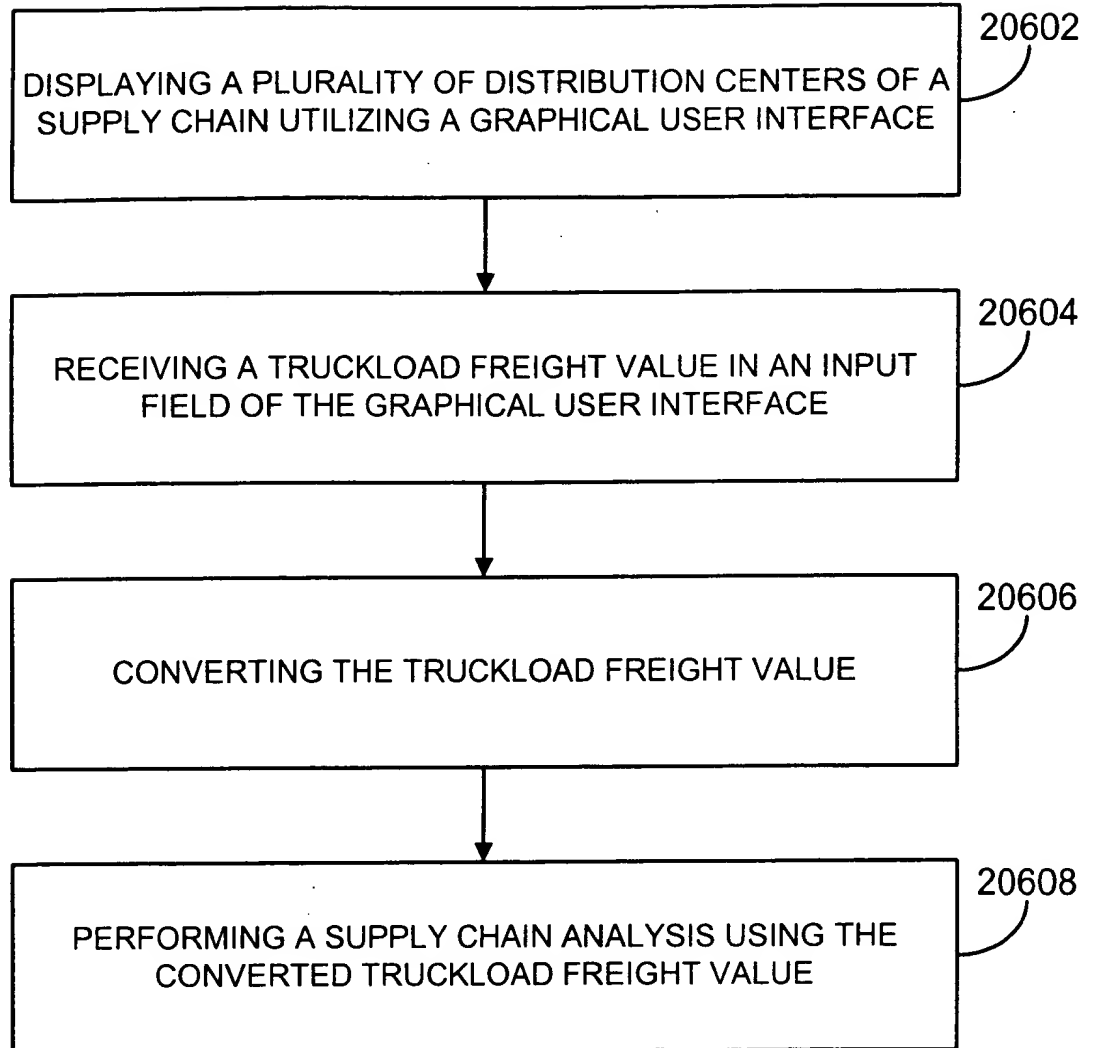 20602
DISPLAYING A PLURALITY OF DISTRIBUTION CENTERS OF A
SUPPLY CHAIN UTILIZING A GRAPHICAL USER INTERFACE
20604
RECEIVING A TRUCKLOAD FREIGHT VALUE IN AN INPUT
FIELD OF THE GRAPHICAL USER INTERFACE
20606
CONVERTING THE TRUCKLOAD FREIGHT VALUE
20608
PERFORMING A SUPPLY CHAIN ANALYSIS USING THE
CONVERTED TRUCKLOAD FREIGHT VALUE